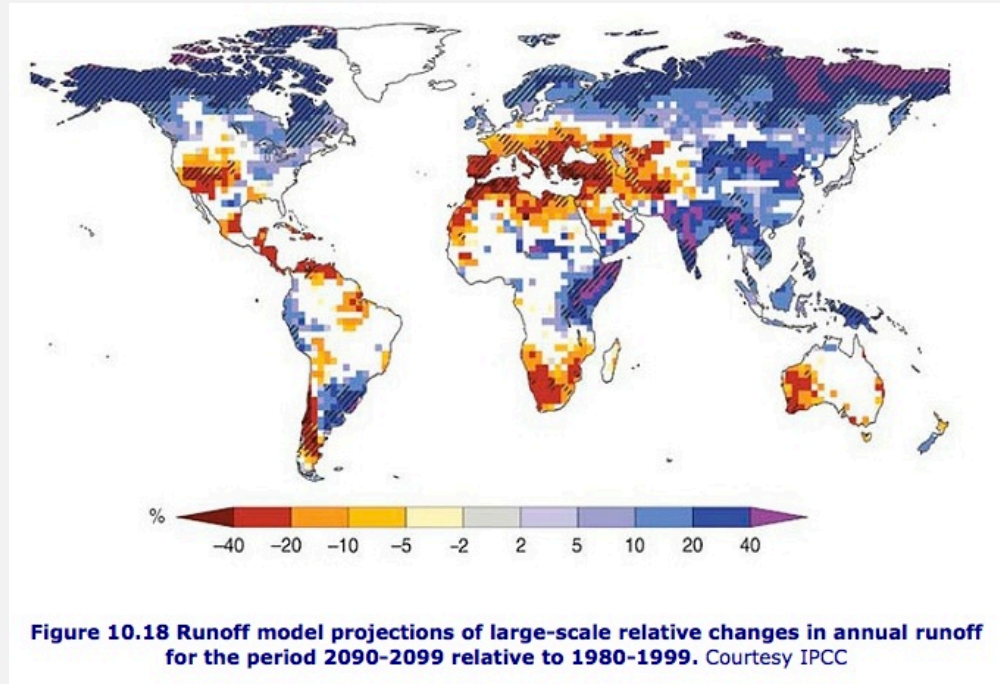 %
−40 −20 −10 −5 −2 2 5 10 20 40
Figure 10.18 Runoff model projections of large-scale relative changes in annual runoff
for the period 2090-2099 relative to 1980-1999. Courtesy IPCC